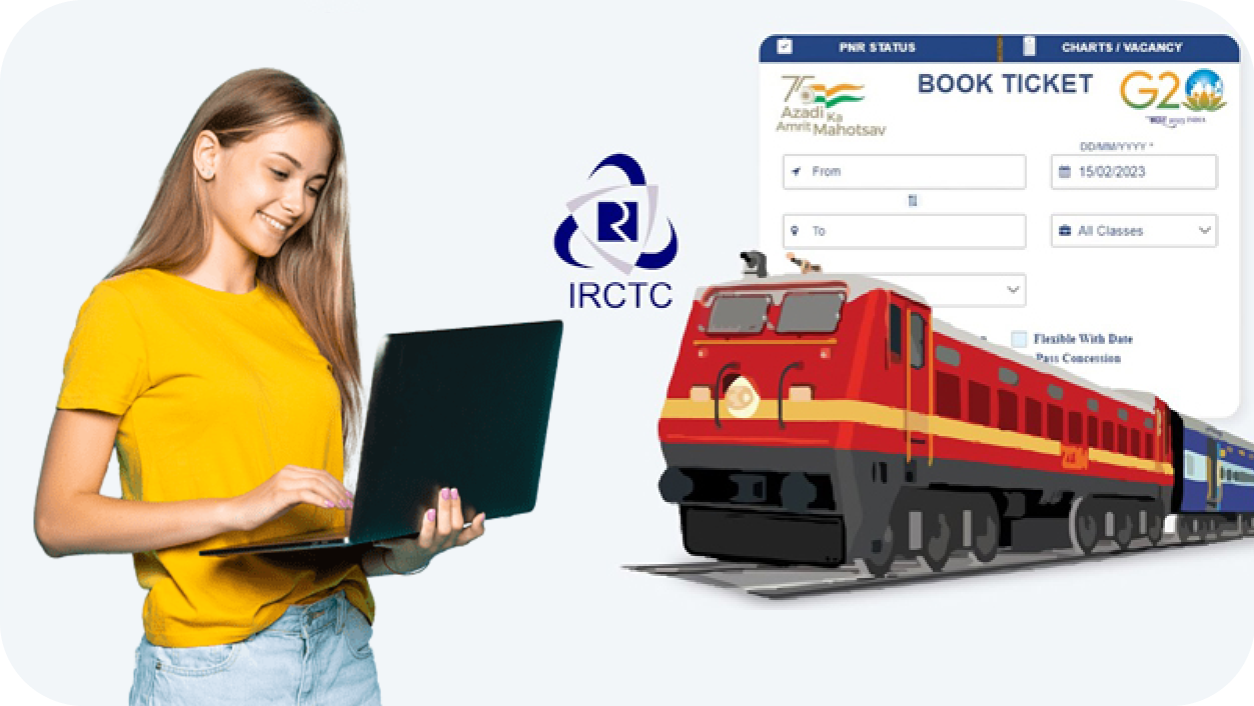 PNR STATUS
CHARTS / VACANCY
BOOK TICKET
75
Azadi Ka
Amrit Mahotsav
G20
DD/MM/YYYY *
From
15/02/2023
To
All Classes
IRCTC
Flexible With Date
Pass Concession